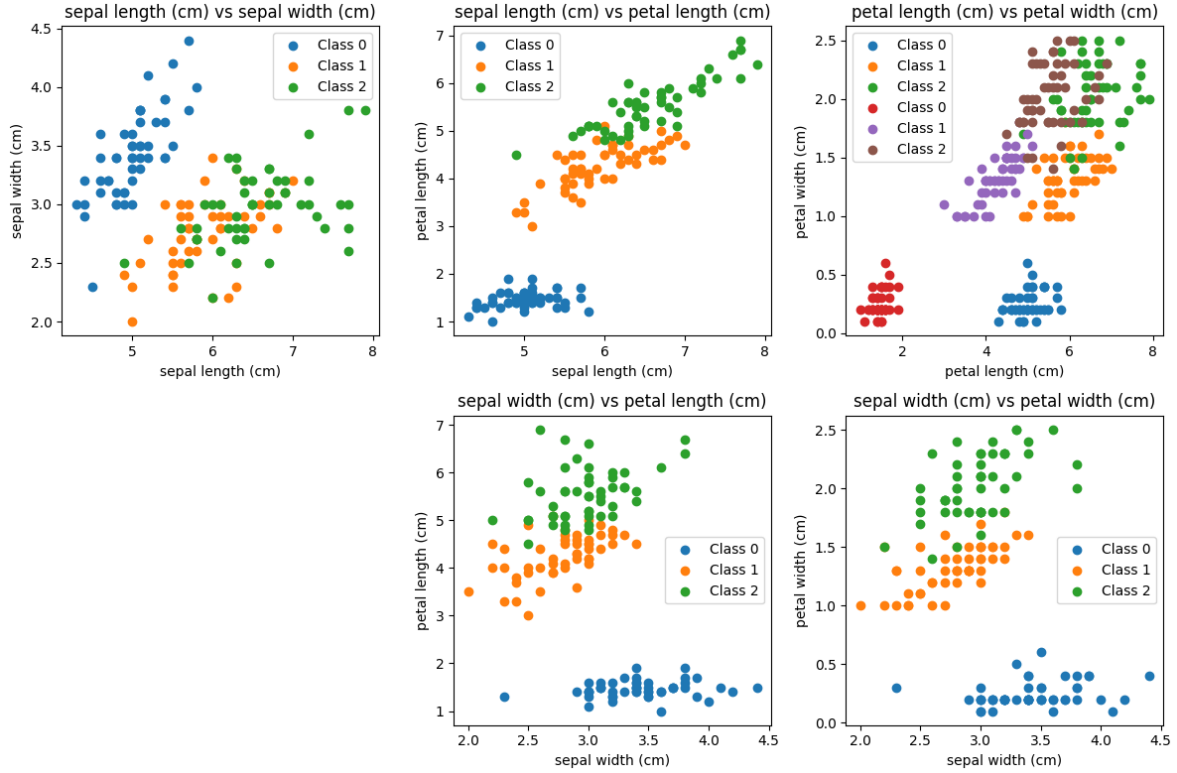 sepal length (cm) vs sepal width (cm)
4.5
4.0
3.5
3.0
2.5
2.0
sepal width (cm)
Class 0
Class 1
Class 2
5
6
7
8
sepal length (cm)
sepal length (cm) vs petal length (cm)
7
6
5
4
3
2
1
petal length (cm)
Class 0
Class 1
Class 2
5
6
7
8
sepal length (cm)
petal length (cm) vs petal width (cm)
2.5
2.0
1.5
1.0
0.5
0.0
petal width (cm)
Class 0
Class 1
Class 2
Class 0
Class 1
Class 2
2
4
6
8
petal length (cm)
sepal width (cm) vs petal length (cm)
7
6
5
4
3
2
1
petal length (cm)
Class 0
Class 1
Class 2
2.0
2.5
3.0
3.5
4.0
4.5
sepal width (cm)
sepal width (cm) vs petal width (cm)
2.5
2.0
1.5
1.0
0.5
0.0
petal width (cm)
Class 0
Class 1
Class 2
2.0
2.5
3.0
3.5
4.0
4.5
sepal width (cm)